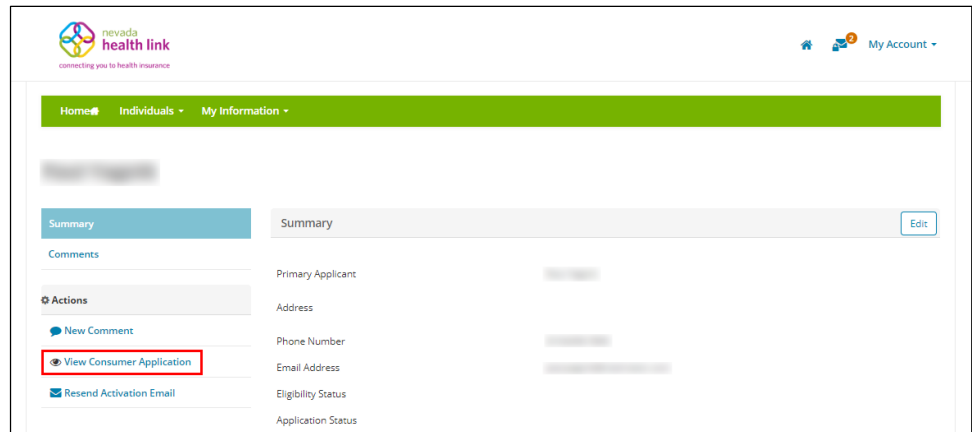 nevada
health link
connecting you to health insurance
2
My Account
Home
Individuals
My Information
Summary
Comments
Actions
New Comment
View Consumer Application
Resend Activation Email
Summary
Edit
Primary Applicant
Address
Phone Number
Email Address
Eligibility Status
Application Status